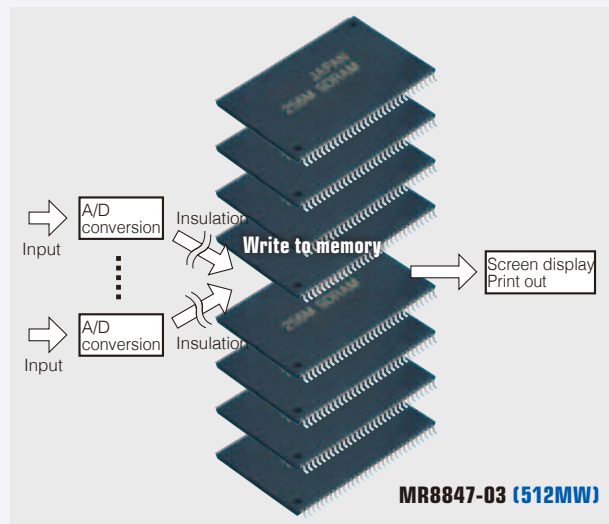 JAPAN
256M SDRAM
A/D
conversion
Insulation
Input
Write to memory
Screen display
Print out
256M SDRAM
A/D
conversion
Insulation
Input
MR8847-03 (512MW)